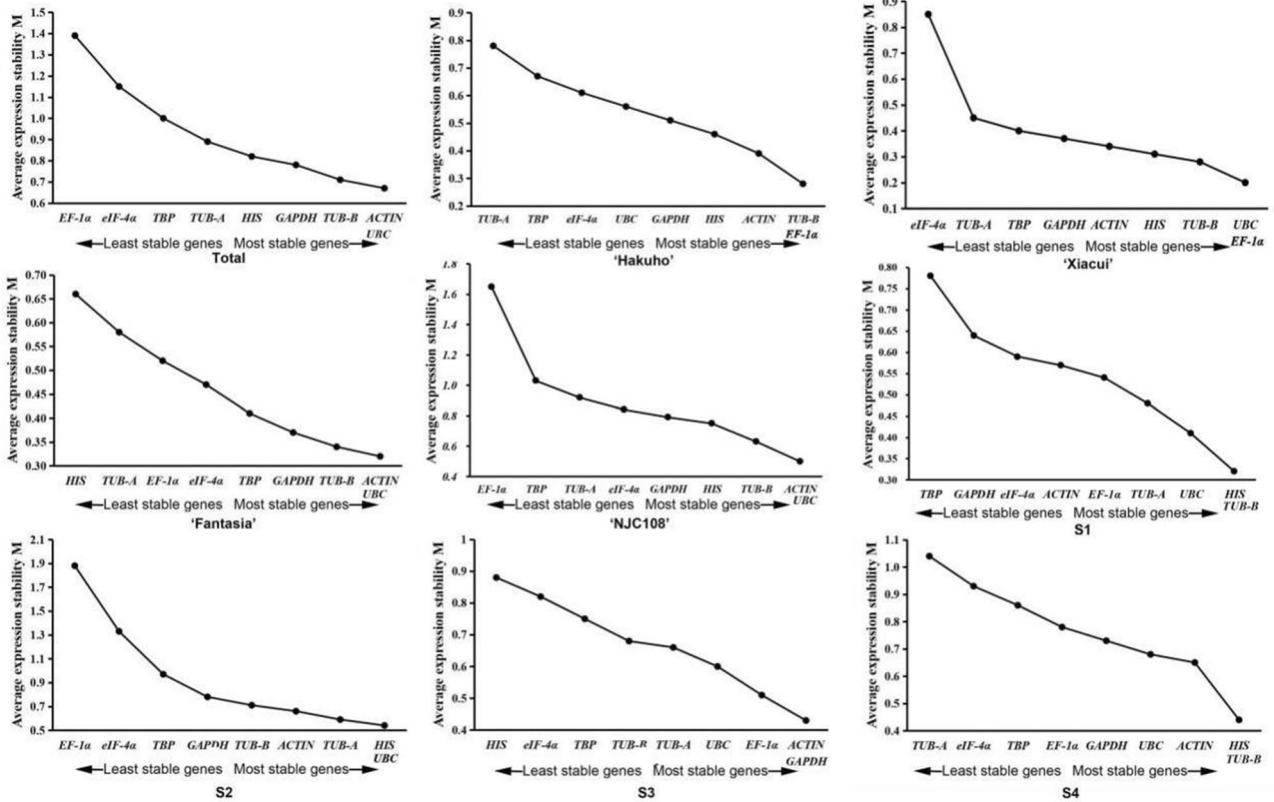 Average expression stability M
1.5
1.4
1.3
1.2
1.1
1.0
0.9
0.8
0.7
0.6
EF-1α eIF-4α TBP TUB-A HIS GAPDH TUB-B ACTIN
UBC
Least stable genes Most stable genes
Total
Average expression stability M
0.9
0.8
0.7
0.6
0.5
0.4
0.3
0.2
TUB-A TBP eIF-4α UBC GAPDH HIS ACTIN TUB-B
EF-1α
Least stable genes Most stable genes
‘Hakuho’
Average expression stability M
0.9
0.8
0.7
0.6
0.5
0.4
0.3
0.2
0.1
eIF-4α TUB-A TBP GAPDH ACTIN HIS TUB-B UBC
EF-1α
Least stable genes Most stable genes
‘Xiacui’
Average expression stability M
0.70
0.65
0.60
0.55
0.50
0.45
0.40
0.35
0.30
HIS TUB-A EF-1α eIF-4α TBP GAPDH TUB-B ACTIN
UBC
Least stable genes Most stable genes
‘Fantasia’
Average expression stability M
1.8
1.6
1.4
1.2
1.0
0.8
0.6
0.4
EF-1α TBP TUB-A eIF-4α GAPDH HIS TUB-B ACTIN
UBC
Least stable genes Most stable genes
‘NJC108’
Average expression stability M
0.80
0.75
0.70
0.65
0.60
0.55
0.50
0.45
0.40
0.35
0.30
TBP GAPDH eIF-4α ACTIN EF-1α TUB-A UBC HIS
TUB-B
Least stable genes Most stable genes
S1
Average expression stability M
2.1
1.9
1.7
1.5
1.3
1.1
0.9
0.7
0.5
EF-1α eIF-4α TBP GAPDH TUB-B ACTIN TUB-A HIS
UBC
Least stable genes Most stable genes
S2
Average expression stability M
1
0.9
0.8
0.7
0.6
0.5
0.4
HIS eIF-4α TBP TUB-B TUB-A UBC EF-1α ACTIN
GAPDH
Least stable genes Most stable genes
S3
Average expression stability M
1.1
1.0
0.9
0.8
0.7
0.6
0.5
0.4
TUB-A eIF-4α TBP EF-1α GAPDH UBC ACTIN HIS
TUB-B
Least stable genes Most stable genes
S4